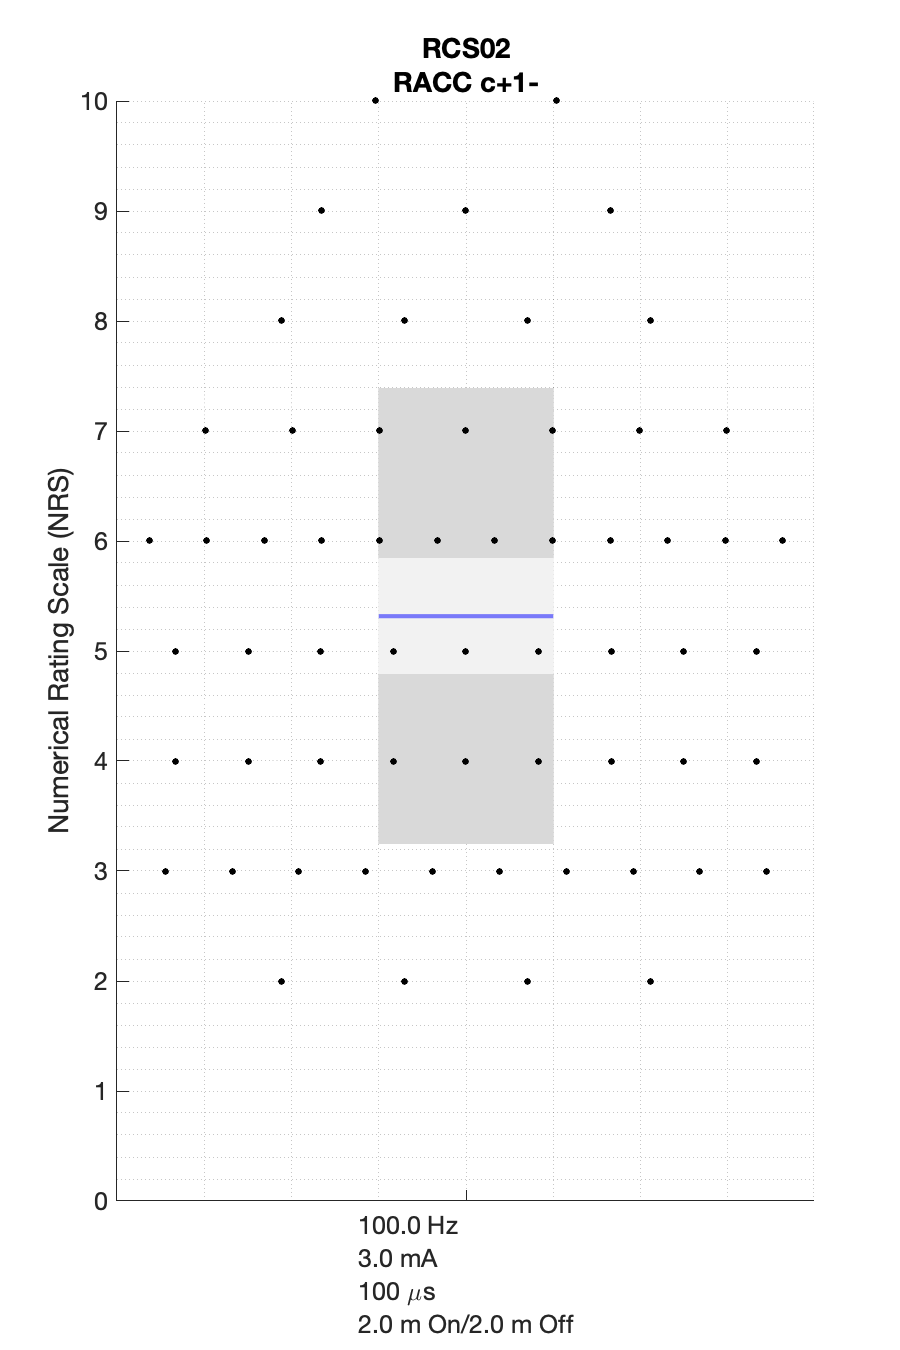 RCS02
RACC c+1-
10
9
8
7
6
5
4
3
2
1
0
Numerical Rating Scale (NRS)
100.0 Hz
3.0 mA
100 μs
2.0 m On/2.0 m Off